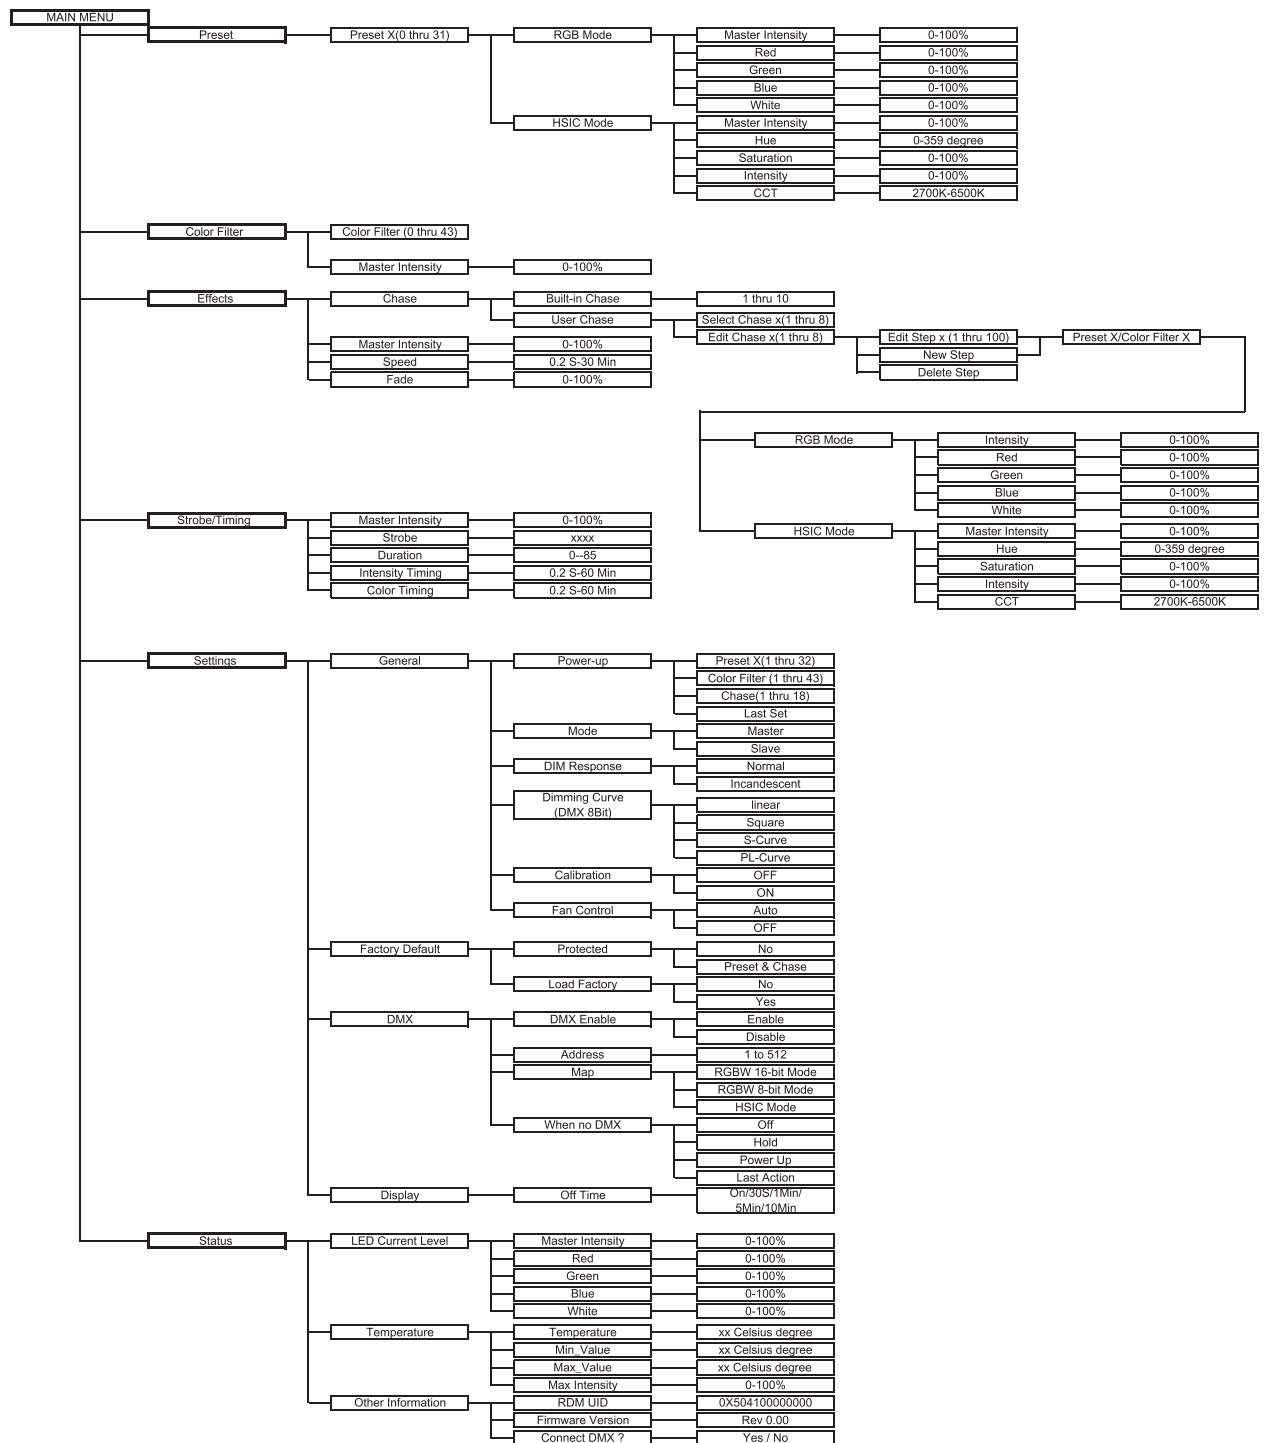 MAIN MENU
Preset
Preset X(0 thru 31)
RGB Mode
Master Intensity
0-100%
Red
0-100%
Green
0-100%
Blue
0-100%
White
0-100%
HSIC Mode
Master Intensity
0-100%
Hue
0-359 degree
Saturation
0-100%
Intensity
0-100%
CCT
2700K-6500K
Color Filter
Color Filter (0 thru 43)
Master Intensity
0-100%
Effects
Chase
Built-in Chase
1 thru 10
User Chase
Select Chase x(1 thru 8)
Edit Chase x(1 thru 8)
Edit Step x (1 thru 100)
Preset X/Color Filter X
New Step
Delete Step
Master Intensity
0-100%
Speed
0.2 S-30 Min
Fade
0-100%
RGB Mode
Intensity
0-100%
Red
0-100%
Green
0-100%
Blue
0-100%
White
0-100%
HSIC Mode
Master Intensity
0-100%
Hue
0-359 degree
Saturation
0-100%
Intensity
0-100%
CCT
2700K-6500K
Strobe/Timing
Master Intensity
0-100%
Strobe
xxxx
Duration
0--85
Intensity Timing
0.2 S-60 Min
Color Timing
0.2 S-60 Min
Settings
General
Power-up
Preset X(1 thru 32)
Color Filter (1 thru 43)
Chase(1 thru 18)
Last Set
Mode
Master
Slave
DIM Response
Normal
Incandescent
Dimming Curve
(DMX 8Bit)
linear
Square
S-Curve
PL-Curve
Calibration
OFF
ON
Fan Control
Auto
OFF
Factory Default
Protected
No
Preset & Chase
Load Factory
No
Yes
DMX
DMX Enable
Enable
Disable
Address
1 to 512
Map
RGBW 16-bit Mode
RGBW 8-bit Mode
HSIC Mode
When no DMX
Off
Hold
Power Up
Last Action
Display
Off Time
On/30S/1Min/
5Min/10Min
Status
LED Current Level
Master Intensity
0-100%
Red
0-100%
Green
0-100%
Blue
0-100%
White
0-100%
Temperature
Temperature
xx Celsius degree
Min_Value
xx Celsius degree
Max_Value
xx Celsius degree
Max Intensity
0-100%
Other Information
RDM UID
0X504100000000
Firmware Version
Rev 0.00
Connect DMX ?
Yes / No